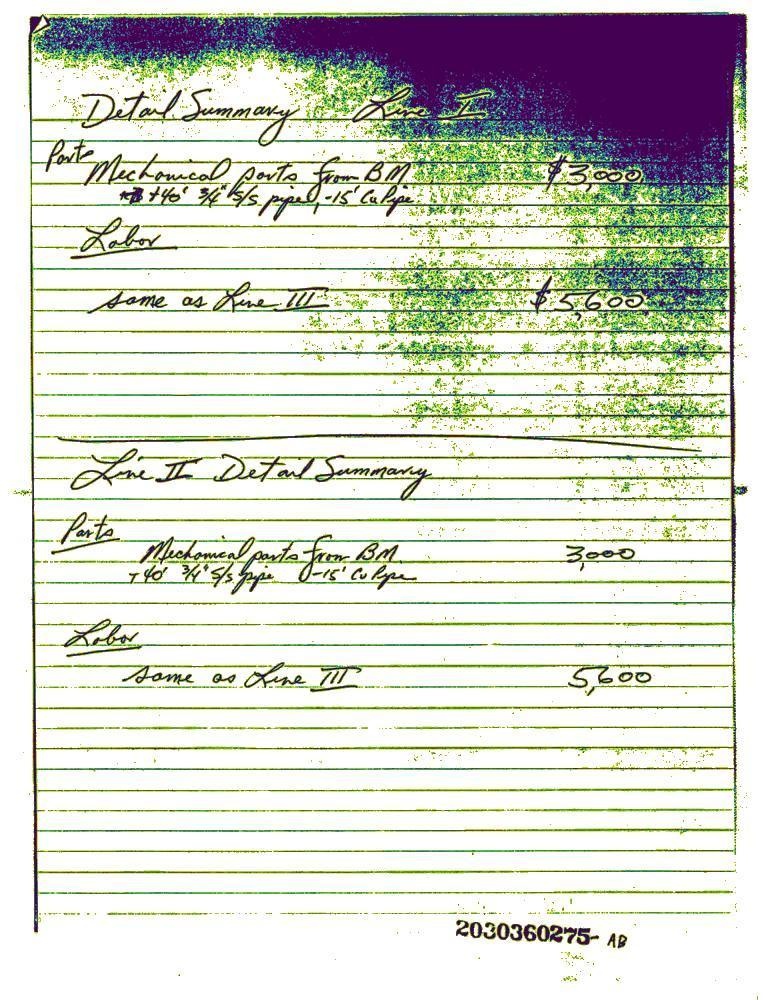 Detail Summary Line I
Parts
Mechanical parts from BM $3,000
+40' 3/4" S/S pipe, -15' Cu Pipe
Labor
same as Line III $5,600
Line II Detail Summary
Parts
Mechanical parts from BM 3,000
+40' 3/4" S/S pipe -15' Cu Pipe
Labor
same as Line III 5,600
2030360275- AB